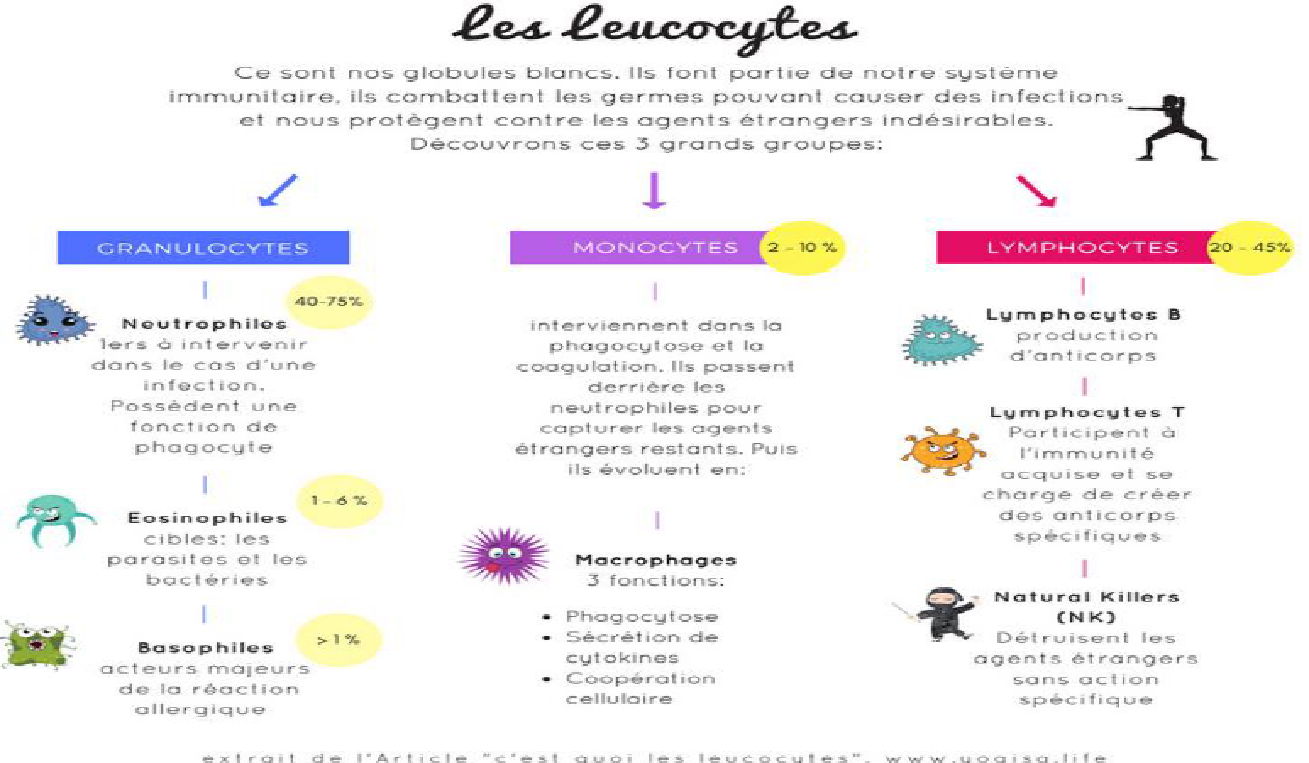 les leucocytes
Ce sont nos globules blancs. Ils font partie de notre système
immunitaire, ils combattent les germes pouvant causer des infections
et nous protègent contre les agents étrangers indésirables.
Découvrons ces 3 grands groupes:
GRANULOCYTES
40-75%
Neutrophiles
1ers à intervenir
dans le cas d'une
infection.
Possèdent une
fonction de
phagocyte
1 - 6 %
Eosinophiles
cibles: les
parasites et les
bactéries
> 1 %
Basophiles
acteurs majeurs
de la réaction
allergique
MONOCYTES
2 - 10 %
interviennent dans la
phagocytose et la
coagulation. Ils passent
derrière les
neutrophiles pour
capturer les agents
étrangers restants. Puis
ils évoluent en:
Macrophages
3 fonctions:
• Phagocytose
• Sécrétion de
cytokines
• Coopération
cellulaire
LYMPHOCYTES
20 - 45%
Lymphocytes B
production
d'anticorps
Lymphocytes T
Participent à
l'immunité
acquise et se
charge de créer
des anticorps
spécifiques
Natural Killers
(NK)
Détruisent les
agents étrangers
sans action
spécifique
extrait de l'Article "c'est quoi les leucocytes". www.yogisa.life